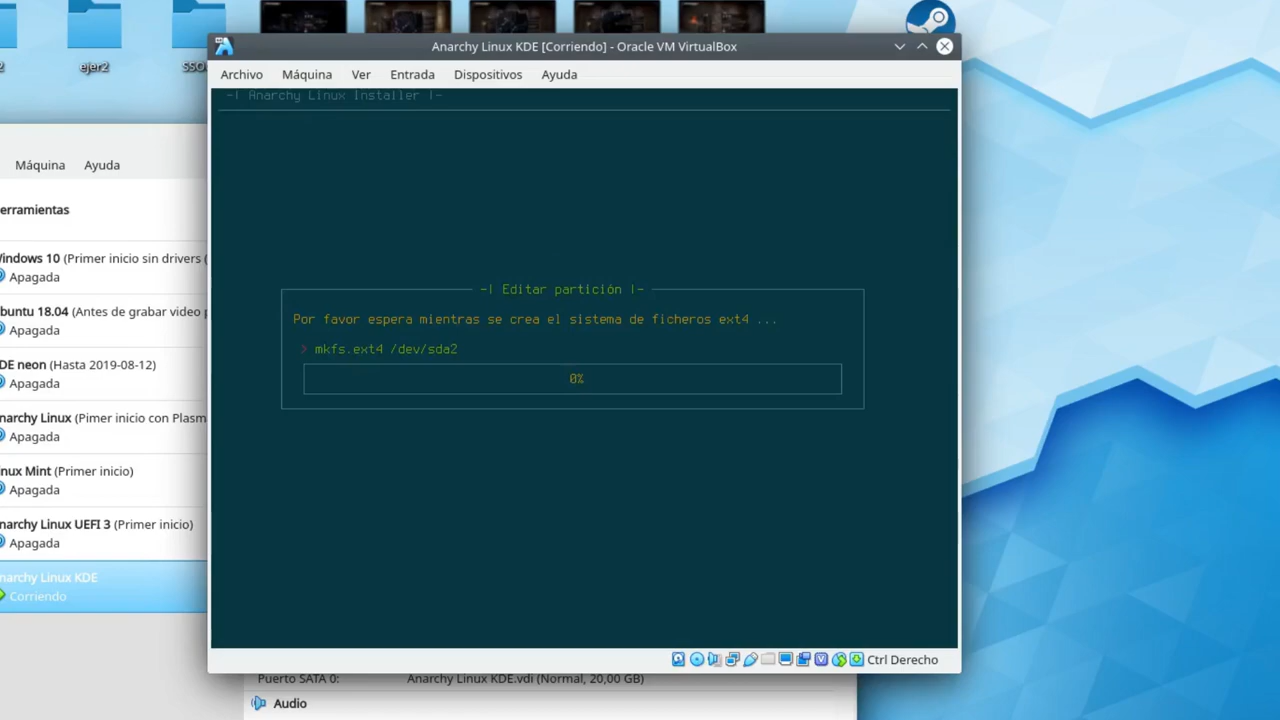 2
ejer2
SSO
Anarchy Linux KDE [Corriendo] - Oracle VM VirtualBox
Archivo Máquina Ver Entrada Dispositivos Ayuda
-| Anarchy Linux Installer |-
Máquina Ayuda
erramientas
indows 10 (Primer inicio sin drivers (
Apagada
buntu 18.04 (Antes de grabar video p
Apagada
DE neon (Hasta 2019-08-12)
Apagada
narchy Linux (Pimer inicio con Plasm
Apagada
nux Mint (Primer inicio)
Apagada
narchy Linux UEFI 3 (Primer inicio)
Apagada
narchy Linux KDE
Corriendo
-| Editar partición |-
Por favor espera mientras se crea el sistema de ficheros ext4 ...
> mkfs.ext4 /dev/sda2
0%
Ctrl Derecho
Puerto SATA 0: Anarchy Linux KDE.vdi (Normal, 20,00 GB)
Audio